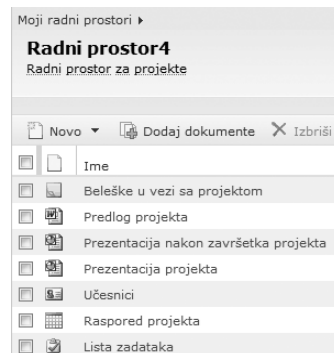 Moji radni prostori
Radni prostor4
Radni prostor za projekte
Novo Dodaj dokumente Izbriši
Ime
Beleške u vezi sa projektom
Predlog projekta
Prezentacija nakon završetka projekta
Prezentacija projekta
Učesnici
Raspored projekta
Lista zadataka